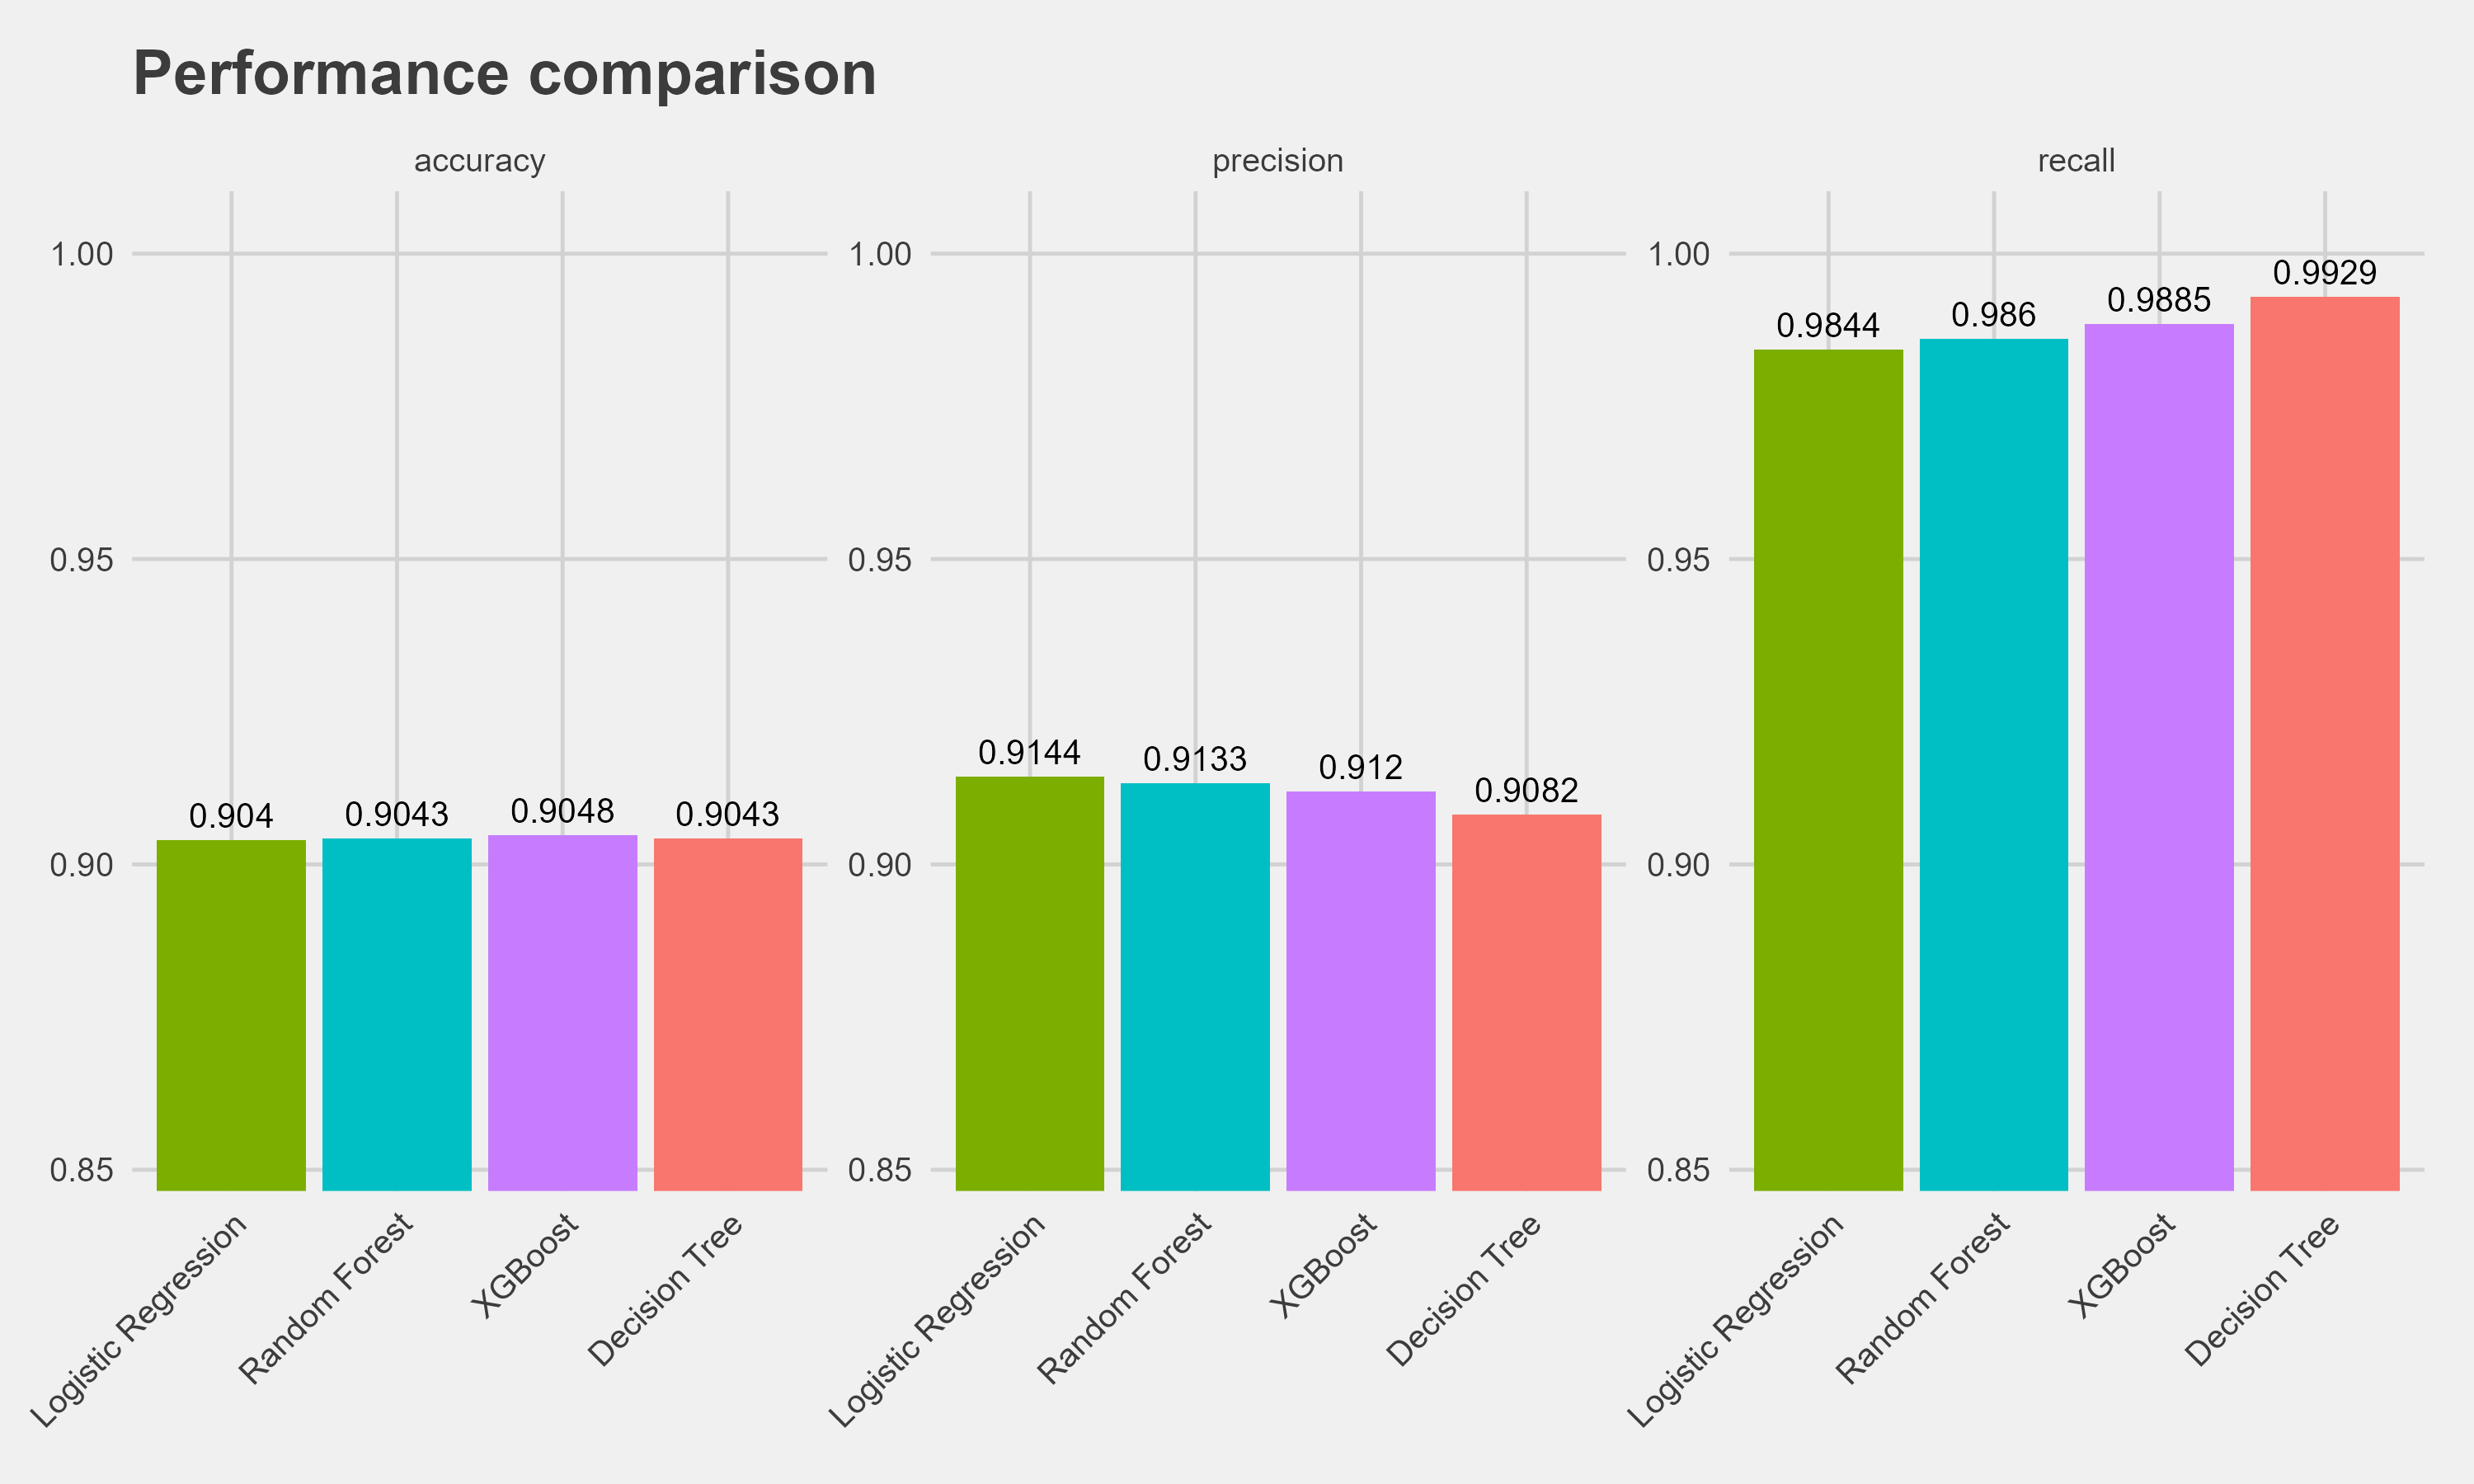 Performance comparison
accuracy
precision
recall
1.00
0.95
0.90
0.85
0.904
0.9043
0.9048
0.9043
Logistic Regression
Random Forest
XGBoost
Decision Tree
1.00
0.95
0.90
0.85
0.9144
0.9133
0.912
0.9082
Logistic Regression
Random Forest
XGBoost
Decision Tree
1.00
0.95
0.90
0.85
0.9844
0.986
0.9885
0.9929
Logistic Regression
Random Forest
XGBoost
Decision Tree